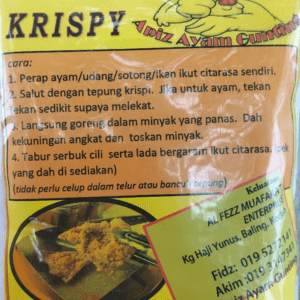 KRISPY
Apiz Ayam Gunting
cara:
1. Perap ayam/udang/sotong/ikan ikut citarasa sendiri.
2. Salut dengan tepung krispi. Jika untuk ayam, tekan
tekan sedikit supaya melekat.
3. Langsung goreng dalam minyak yang panas. Dah
kekuningan angkat dan toskan minyak.
4. Tabur serbuk cili serta lada bergaram ikut citarasa.
yang dah di sediakan)
(tidak perlu celup dalam telur atau bancuh tepung)
AL FEZZ
ENTERPRISE
Kg Haji Yunus, Baling,
Fidz: 019
Akim :019
Ayam